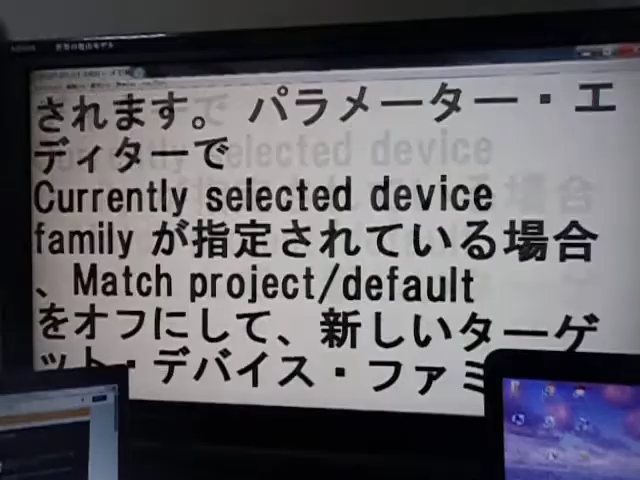 されます。 パラメーター・エ
ディターで
Currently selected device
family が指定されている場合
、Match project/default
をオフにして、新しいターゲ
ット・デバイス・ファミ